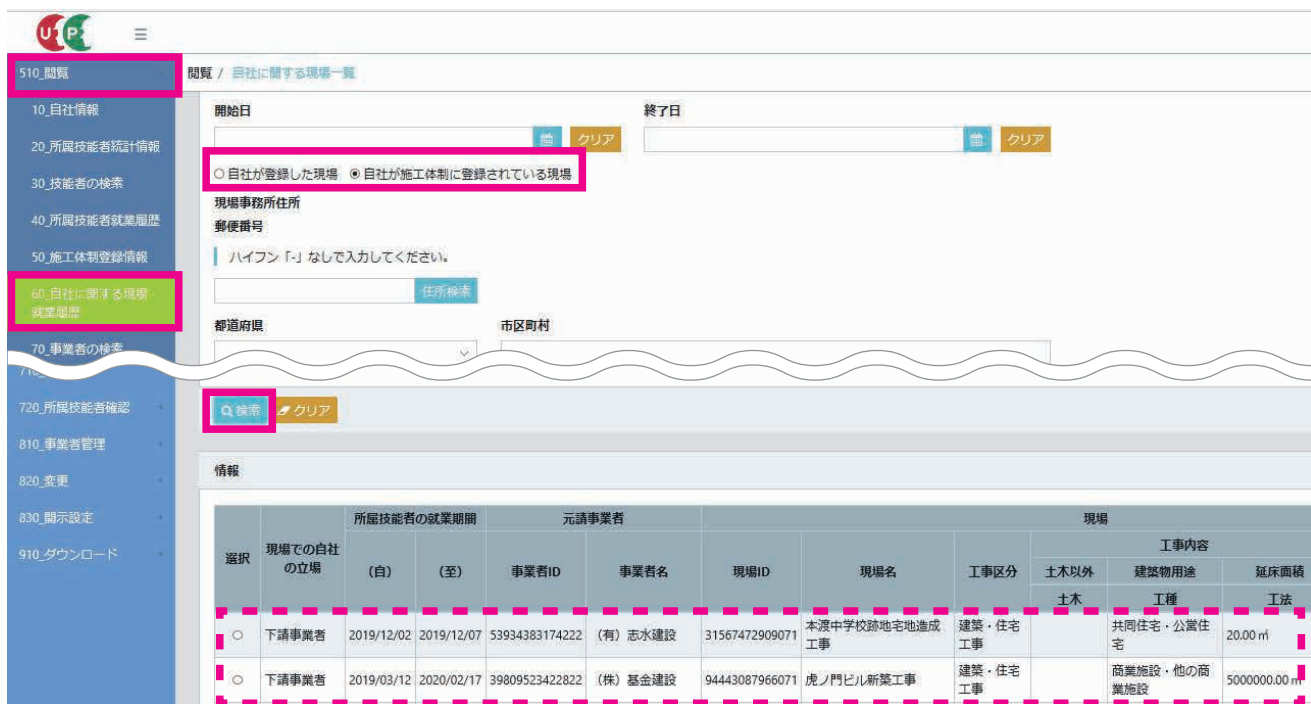 U P
510_閲覧
閲覧 / 自社に関する現場一覧
10_自社情報
20_所属技能者統計情報
30_技能者の検索
40_所属技能者就業履歴
50_施工体制登録情報
60_自社に関する現場・
就業履歴
70_事業者の検索
710_
720_所属技能者確認
810_事業者管理
820_変更
830_開示設定
910_ダウンロード
開始日 終了日
クリア クリア
自社が登録した現場 自社が施工体制に登録されている現場
現場事務所住所
郵便番号
ハイフン「-」なしで入力してください。
住所検索
都道府県 市区町村
検索 クリア
情報
所属技能者の就業期間 元請事業者 現場
選択 現場での自社の立場 (自) (至) 事業者ID 事業者名 現場ID 現場名 工事区分 工事内容
土木以外 建築物用途 延床面積
土木 工種 工法
下請事業者 2019/12/02 2019/12/07 53934383174222 (有) 志水建設 31567472909071 本渡中学校跡地宅地造成工事 建築・住宅工事 共同住宅・公営住宅 20.00㎡
下請事業者 2019/03/12 2020/02/17 39809523422822 (株) 基金建設 94443087966071 虎ノ門ビル新築工事 建築・住宅工事 商業施設・他の商業施設 5000000.00㎡